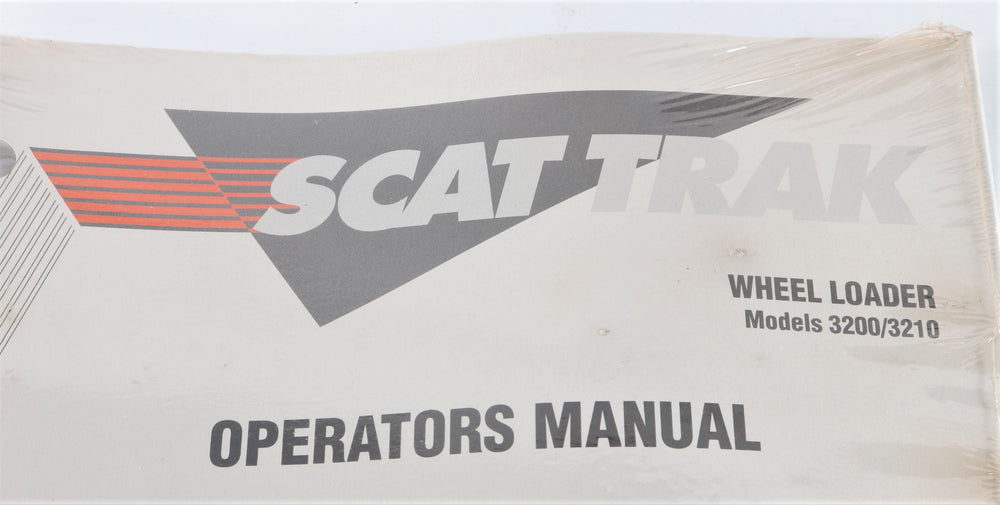 SCAT TRAK
WHEEL LOADER
Models 3200/3210
OPERATORS MANUAL